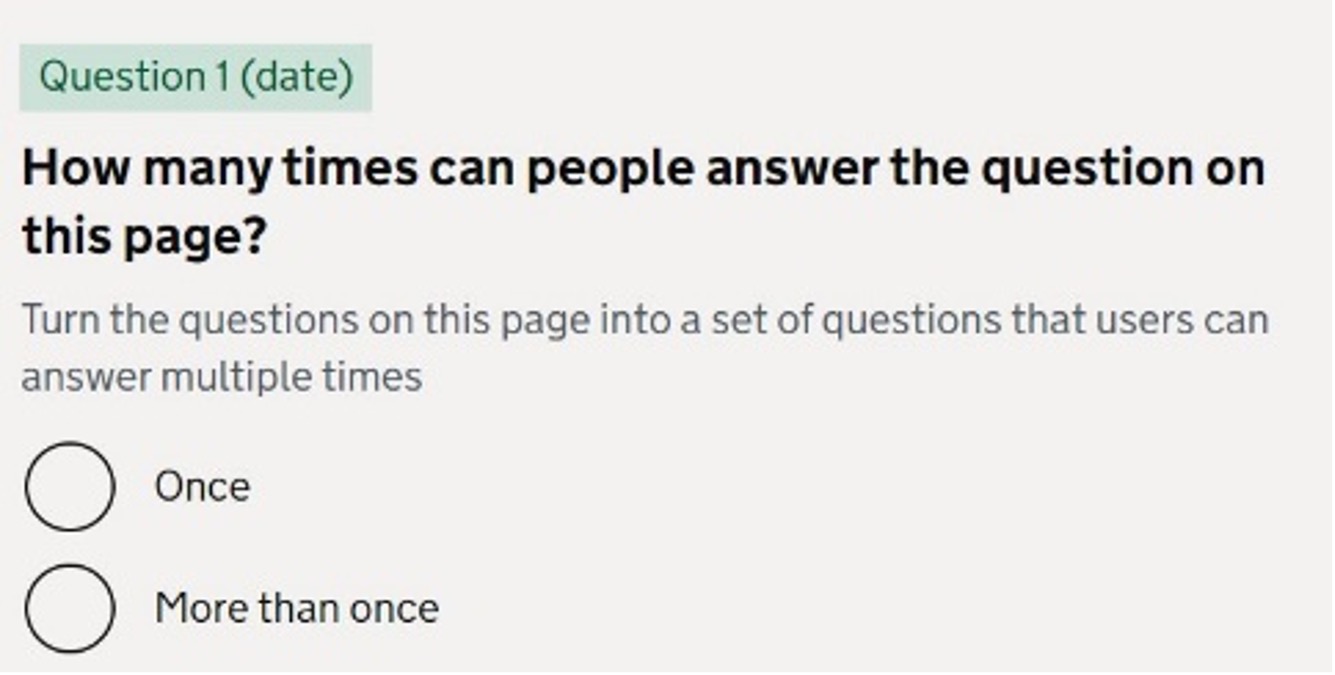 Question 1 (date)
How many times can people answer the question on
this page?
Turn the questions on this page into a set of questions that users can
answer multiple times
Once
More than once